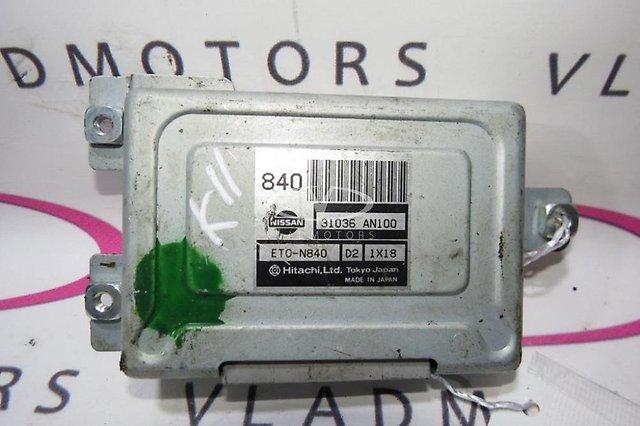 DMOTORS VL
840
NISSAN 31036 AN100
MOTORS
ETO-N840 D2 1X18
Hitachi, Ltd. Tokyo Japan
MADE IN JAPAN
K11
RS VLADM